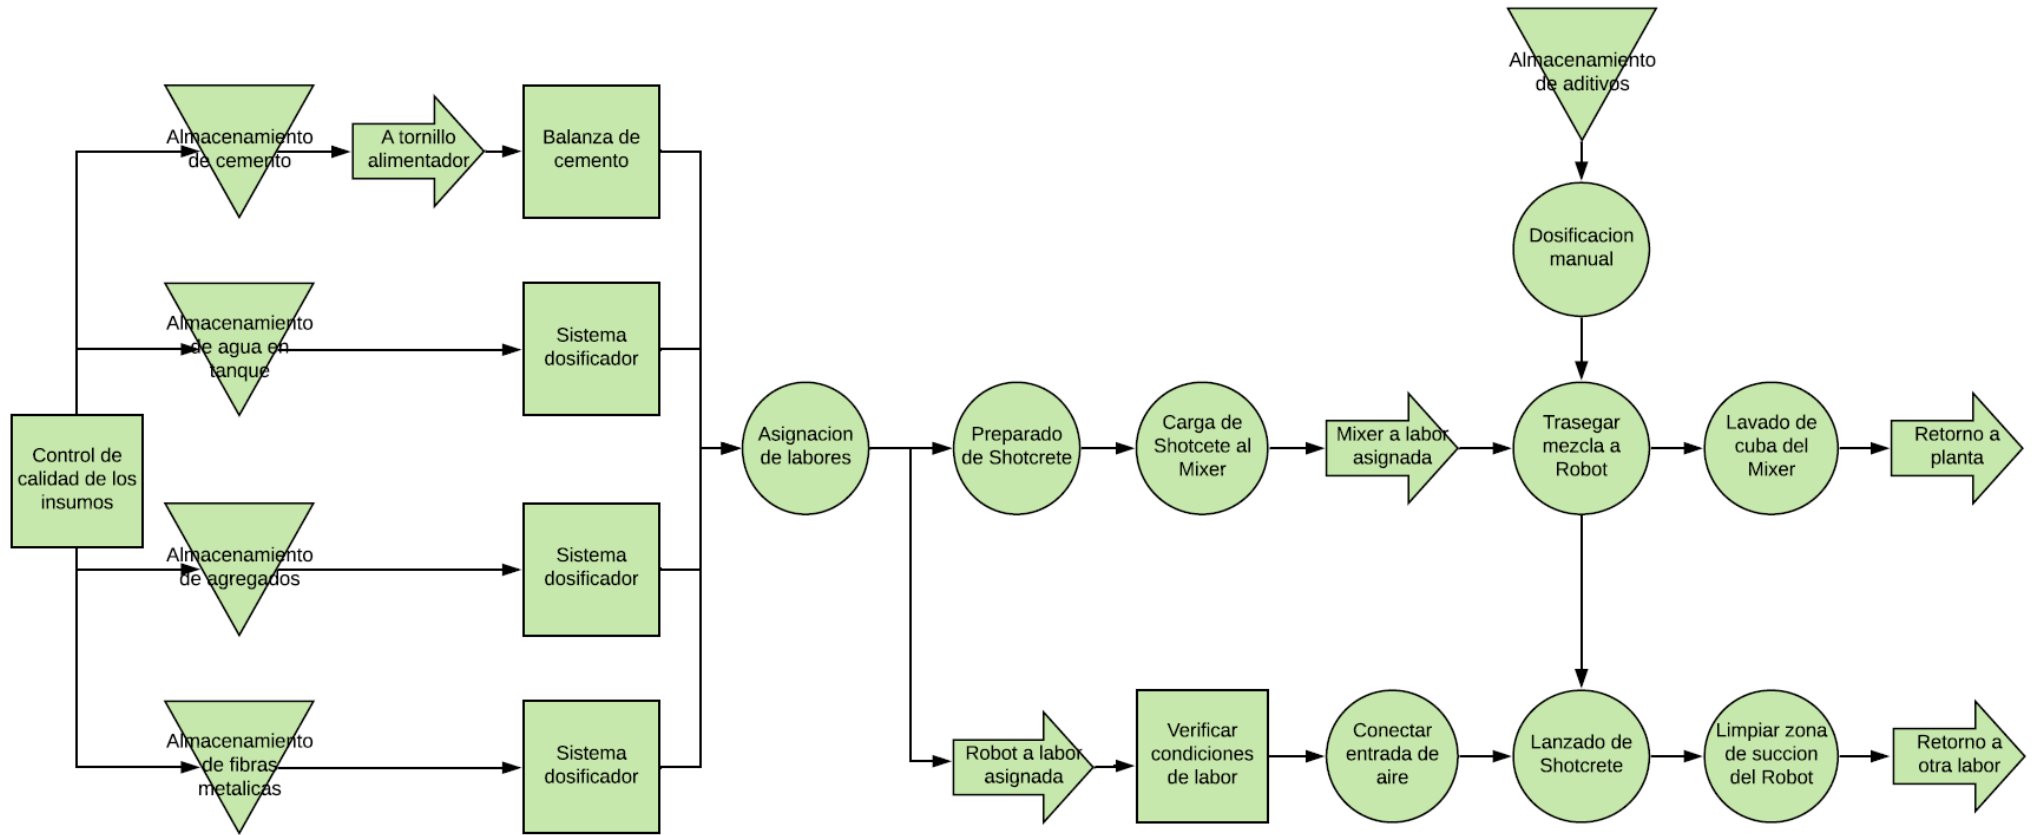 Almacenamiento
de aditivos
Almacenamiento
de cemento
A tornillo
alimentador
Balanza de
cemento
Dosificacion
manual
Almacenamiento
de agua en
tanque
Sistema
dosificador
Control de
calidad de los
insumos
Asignacion
de labores
Preparado
de Shotcrete
Carga de
Shotcete al
Mixer
Mixer a labor
asignada
Trasegar
mezcla a
Robot
Lavado de
cuba del
Mixer
Retorno a
planta
Almacenamiento
de agregados
Sistema
dosificador
Almacenamiento
de fibras
metalicas
Sistema
dosificador
Robot a labor
asignada
Verificar
condiciones
de labor
Conectar
entrada de
aire
Lanzado de
Shotcrete
Limpiar zona
de succion
del Robot
Retorno a
otra labor